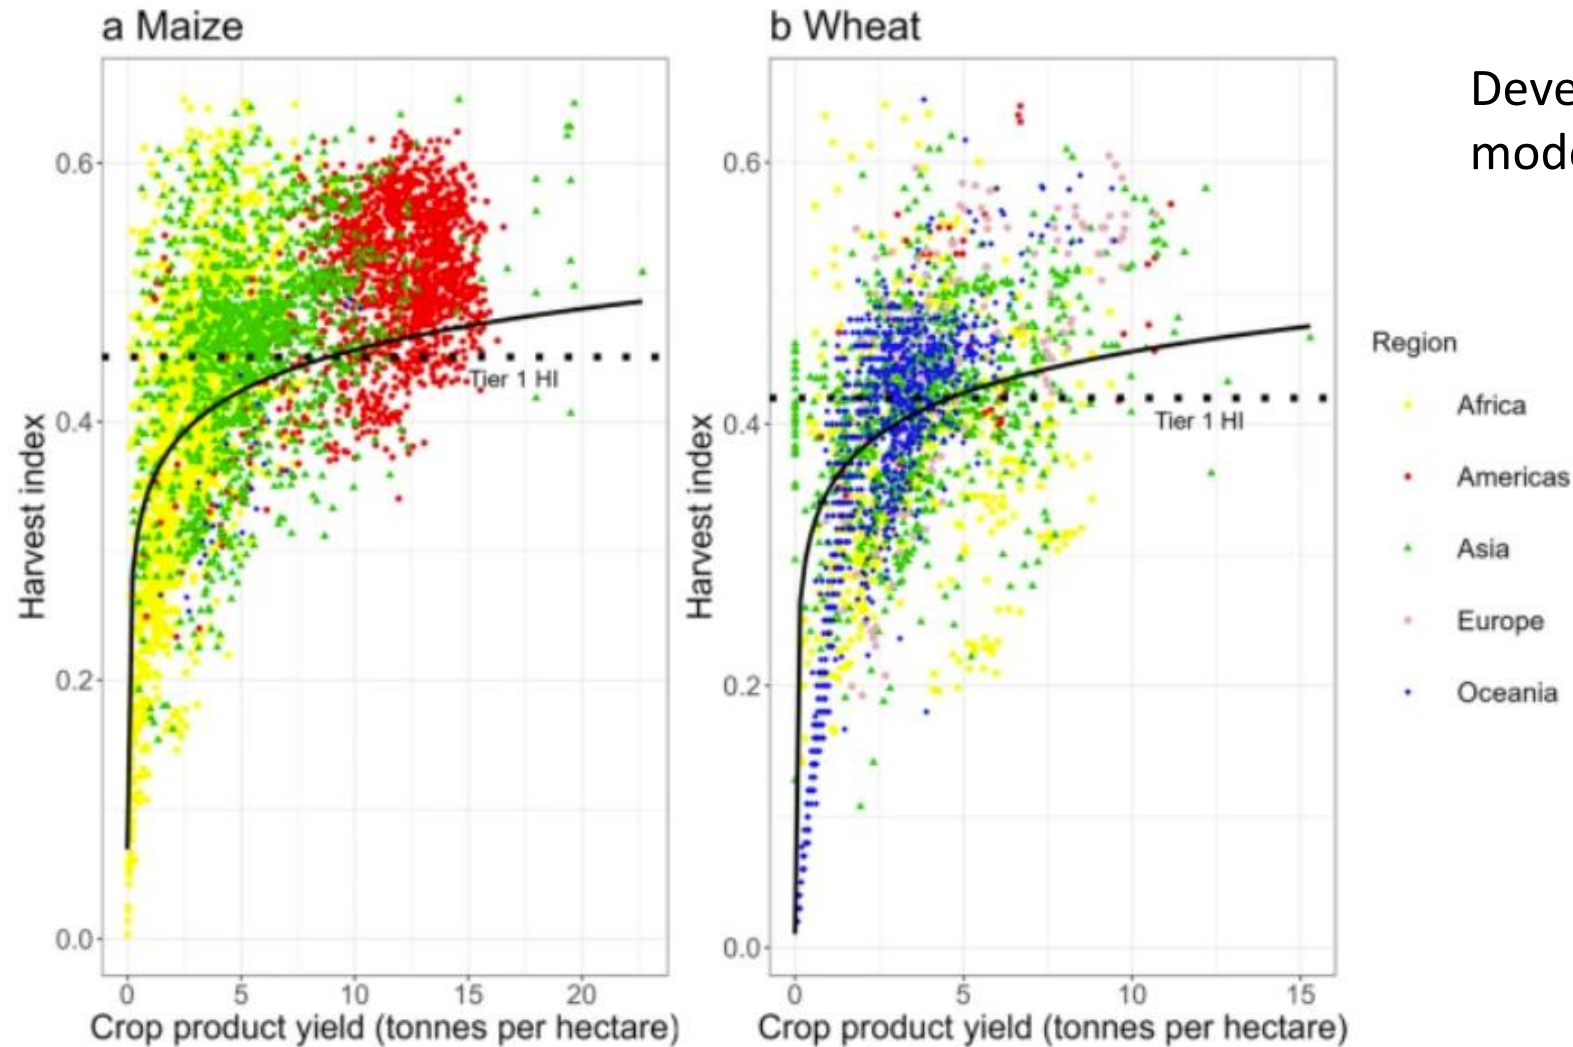 a Maize
b Wheat
Deve
mode
0.6
0.4
0.2
0.0
Harvest index
Tier 1 HI
0 5 10 15 20
Crop product yield (tonnes per hectare)
0.6
0.4
0.2
0.0
Harvest index
Tier 1 HI
0 5 10 15
Crop product yield (tonnes per hectare)
Region
Africa
Americas
Asia
Europe
Oceania